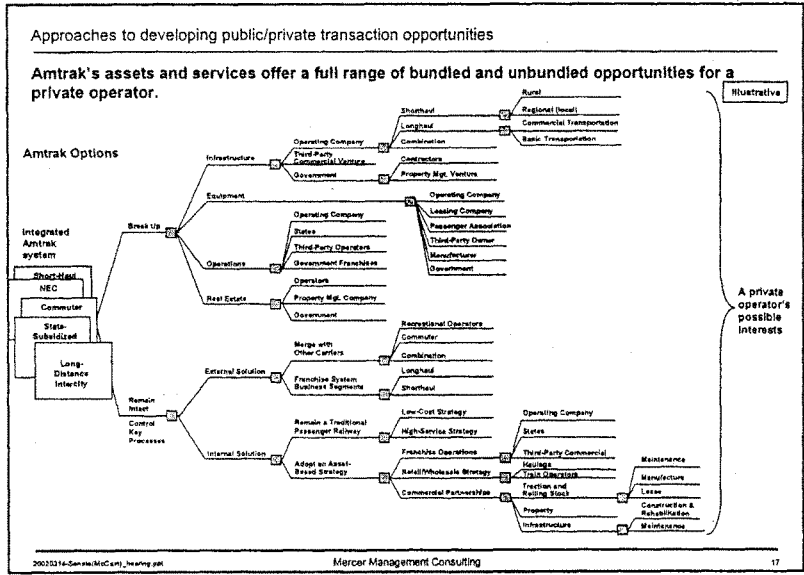 Approaches to developing public/private transaction opportunities
Amtrak's assets and services offer a full range of bundled and unbundled opportunities for a
private operator.
Illustrative
Amtrak Options
Integrated
Amtrak
system
Short-Haul
NEC
Commuter
State-
Subsidized
Long-
Distance
Intercity
Break Up
Infrastructure
Operating Company
Shorthaul
Rural
Regional (local)
Longhaul
Commercial Transportation
Basic Transportation
Combination
Third-Party
Commercial Venture
Government
Contractors
Property Mgt. Venture
Equipment
Operating Company
Leasing Company
Passenger Association
Third-Party Owner
Manufacturer
Government
Operations
Operating Company
States
Third-Party Operators
Government Franchises
Real Estate
Operators
Property Mgt. Company
Government
Remain
Intact
Control
Key
Processes
External Solution
Merge with
Other Carriers
Recreational Operators
Commuter
Combination
Franchise System
Business Segments
Longhaul
Shorthaul
Internal Solution
Remain a Traditional
Passenger Railway
Low-Cost Strategy
High-Service Strategy
Adopt an Asset-
Based Strategy
Franchise Operations
Operating Company
States
Third-Party Commercial
Retail/Wholesale Strategy
Haulage
Train Operators
Commercial Partnerships
Traction and
Rolling Stock
Maintenance
Manufacture
Lease
Property
Infrastructure
Construction &
Rehabilitation
Maintenance
A private
operator's
possible
interests
Mercer Management Consulting
17